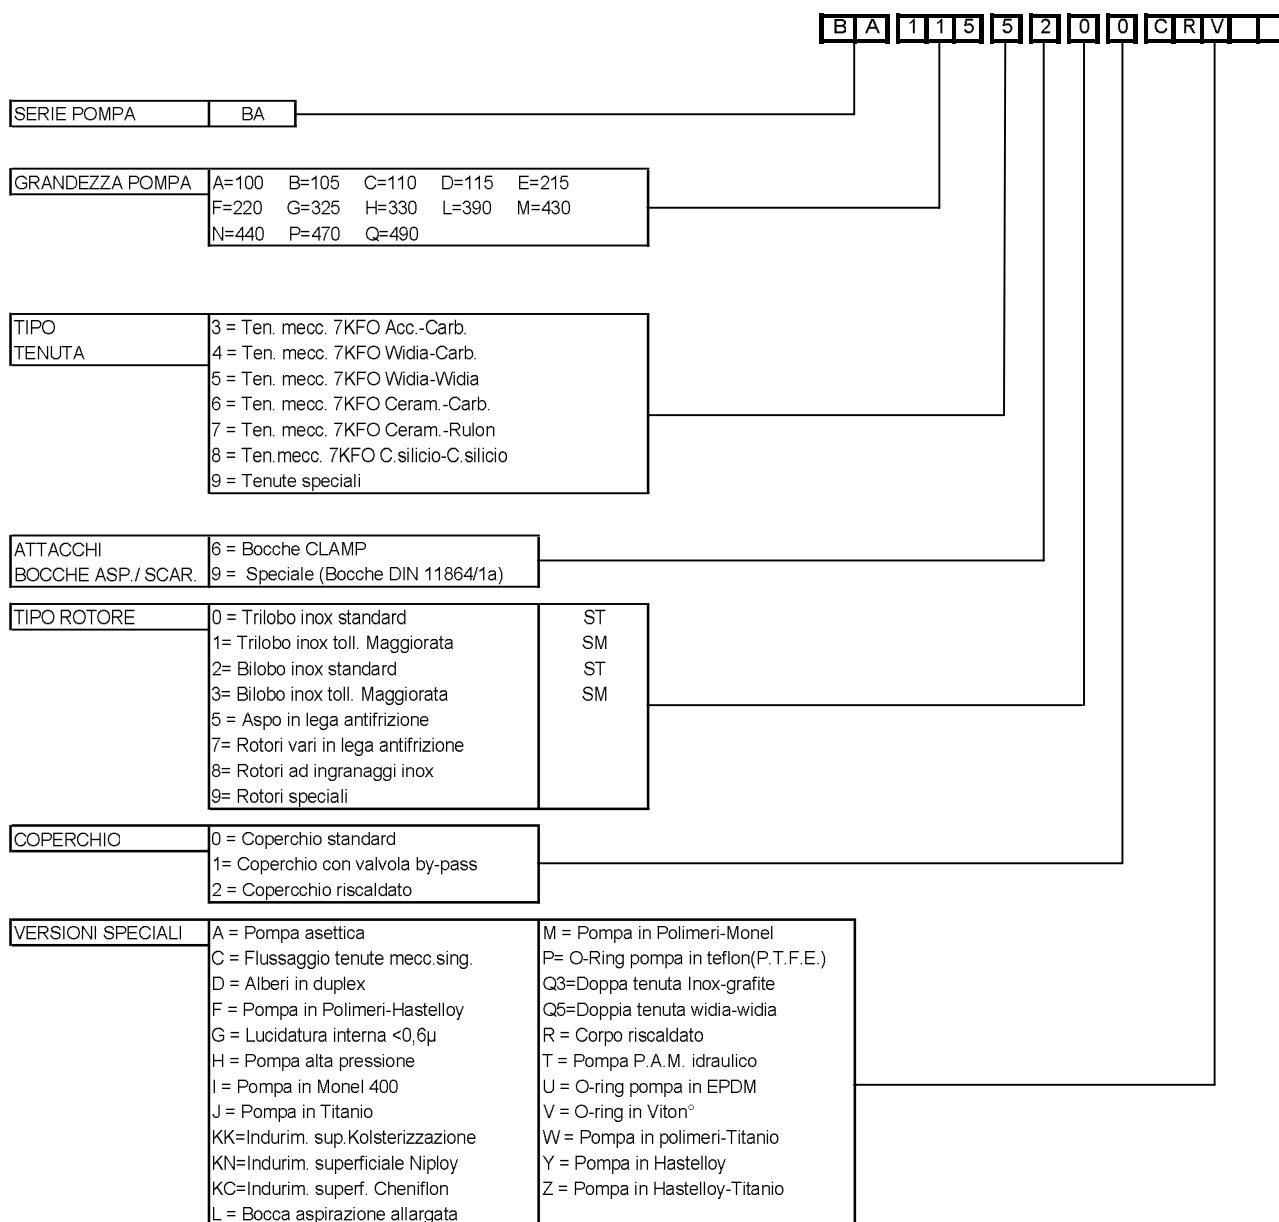 B A 1 1 5 5 2 0 0 C R V
SERIE POMPA BA
GRANDEZZA POMPA A=100 B=105 C=110 D=115 E=215
F=220 G=325 H=330 L=390 M=430
N=440 P=470 Q=490
TIPO 3 = Ten. mecc. 7KFO Acc.-Carb.
TENUTA 4 = Ten. mecc. 7KFO Widia-Carb.
5 = Ten. mecc. 7KFO Widia-Widia
6 = Ten. mecc. 7KFO Ceram.-Carb.
7 = Ten. mecc. 7KFO Ceram.-Rulon
8 = Ten.mecc. 7KFO C.silicio-C.silicio
9 = Tenute speciali
ATTACCHI 6 = Bocche CLAMP
BOCCHE ASP./ SCAR. 9 = Speciale (Bocche DIN 11864/1a)
TIPO ROTORE 0 = Trilobo inox standard ST
1= Trilobo inox toll. Maggiorata SM
2= Bilobo inox standard ST
3= Bilobo inox toll. Maggiorata SM
5 = Aspo in lega antifrizione
7= Rotori vari in lega antifrizione
8= Rotori ad ingranaggi inox
9= Rotori speciali
COPERCHIO 0 = Coperchio standard
1= Coperchio con valvola by-pass
2 = Copercchio riscaldato
VERSIONI SPECIALI A = Pompa asettica M = Pompa in Polimeri-Monel
C = Flussaggio tenute mecc.sing. P= O-Ring pompa in teflon(P.T.F.E.)
D = Alberi in duplex Q3=Doppa tenuta Inox-grafite
F = Pompa in Polimeri-Hastelloy Q5=Doppia tenuta widia-widia
G = Lucidatura interna <0,6µ R = Corpo riscaldato
H = Pompa alta pressione T = Pompa P.A.M. idraulico
I = Pompa in Monel 400 U = O-ring pompa in EPDM
J = Pompa in Titanio V = O-ring in Viton°
KK=Indurim. sup.Kolsterizzazione W = Pompa in polimeri-Titanio
KN=Indurim. superficiale Niploy Y = Pompa in Hastelloy
KC=Indurim. superf. Cheniflon Z = Pompa in Hastelloy-Titanio
L = Bocca aspirazione allargata